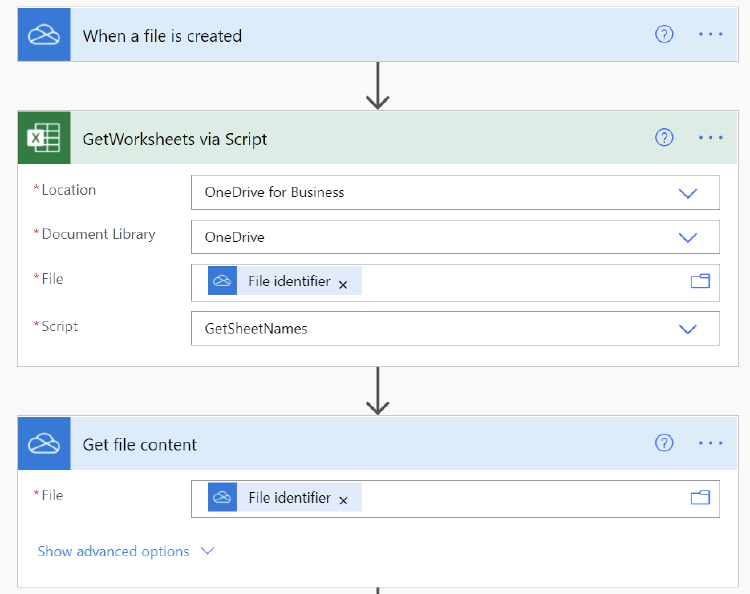 When a file is created
GetWorksheets via Script
* Location OneDrive for Business
* Document Library OneDrive
* File File identifier ×
* Script GetSheetNames
Get file content
* File File identifier ×
Show advanced options